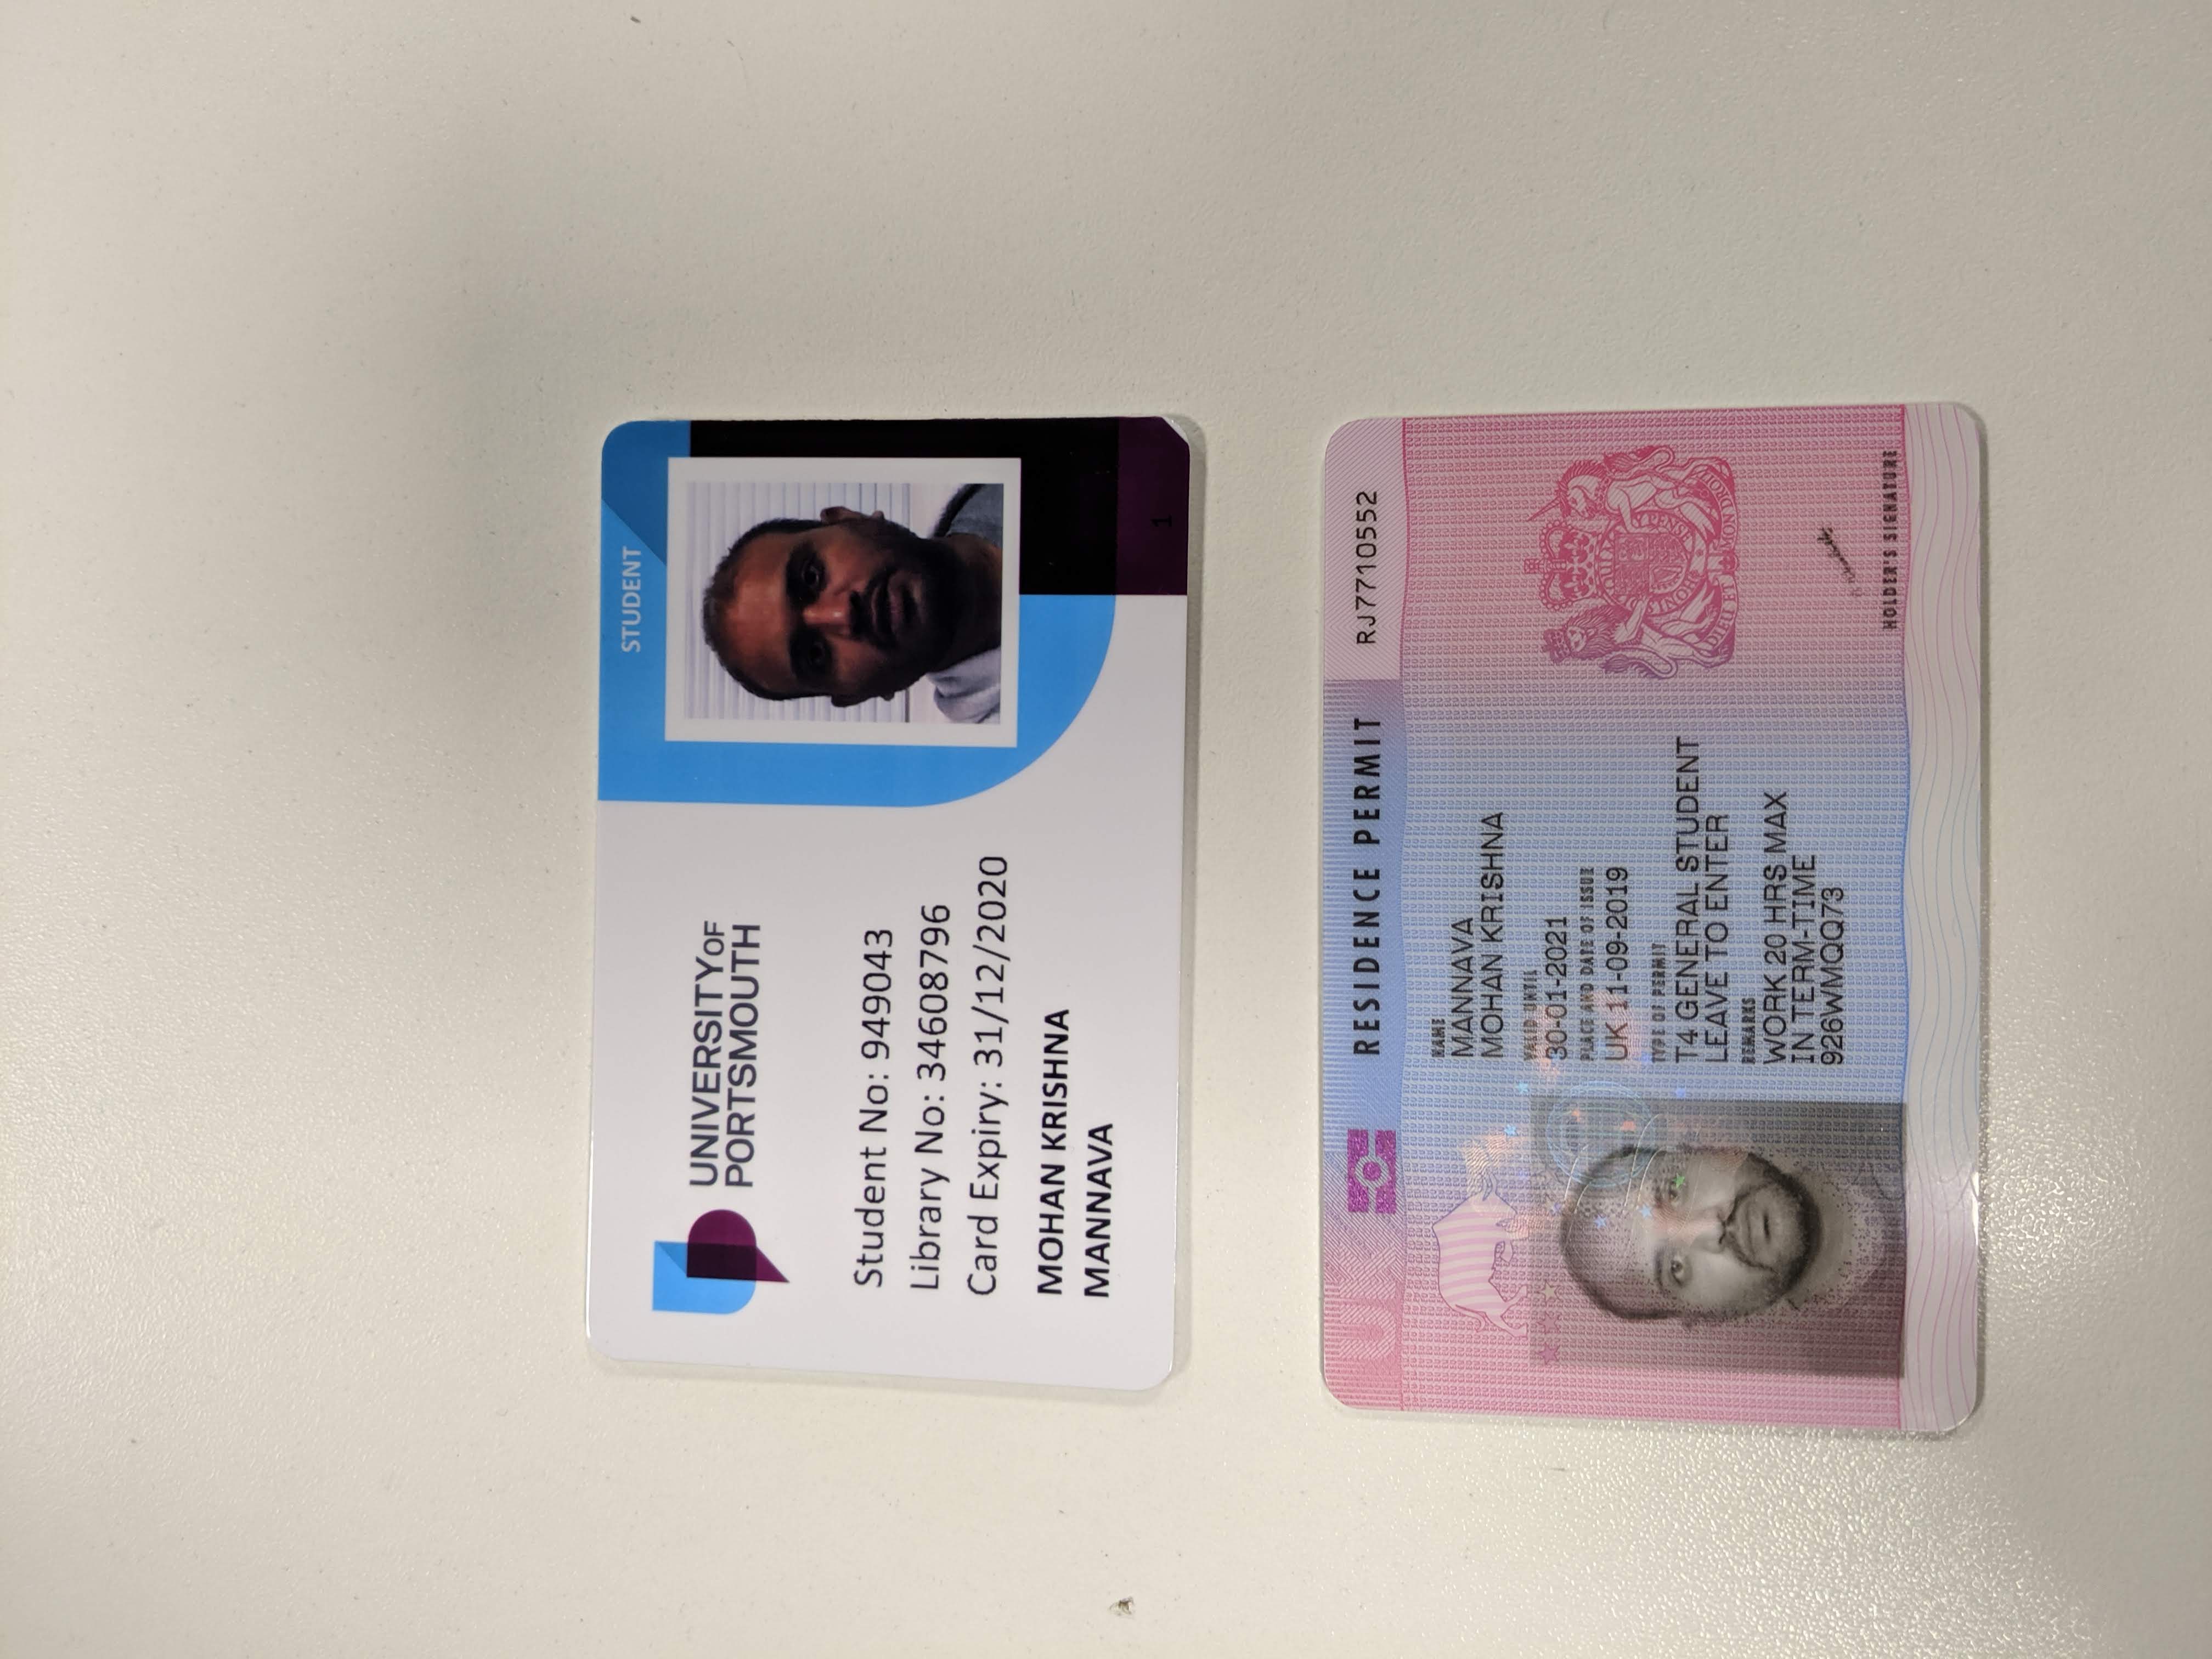 STUDENT
UNIVERSITY OF
PORTSMOUTH
Student No: 949043
Library No: 34608796
Card Expiry: 31/12/2020
MOHAN KRISHNA
MANNAVA
1
UK
RESIDENCE PERMIT
RJ7710552
NAME
MANNAVA
MOHAN KRISHNA
VALID UNTIL
30-01-2021
PLACE AND DATE OF ISSUE
UK 11-09-2019
TYPE OF PERMIT
T4 GENERAL STUDENT
LEAVE TO ENTER
REMARKS
WORK 20 HRS MAX
IN TERM-TIME
926WMQQ73
DIEU ET MON DROIT
HOLDER'S SIGNATURE